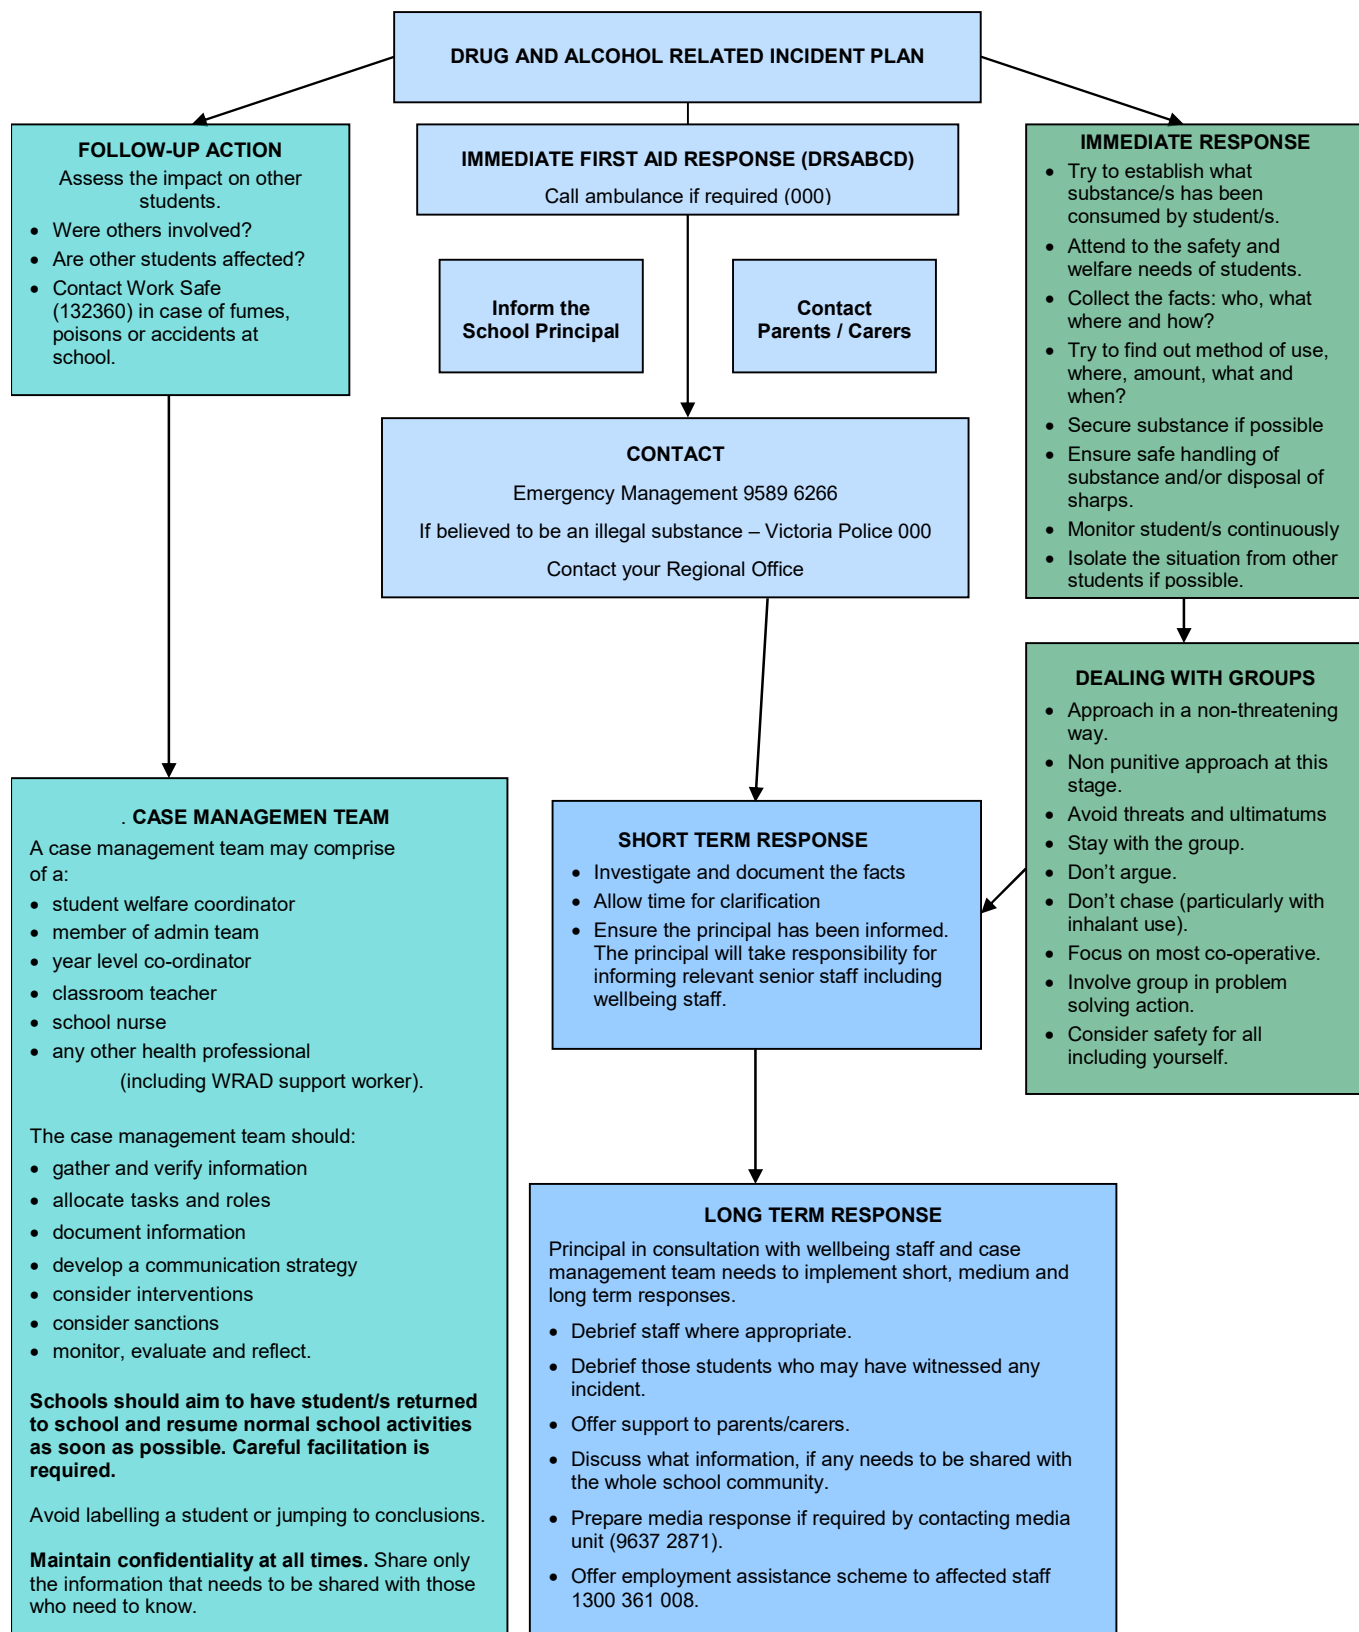 DRUG AND ALCOHOL RELATED INCIDENT PLAN
FOLLOW-UP ACTION
Assess the impact on other
students.
• Were others involved?
• Are other students affected?
• Contact Work Safe
(132360) in case of fumes,
poisons or accidents at
school.
IMMEDIATE FIRST AID RESPONSE (DRSABCD)
Call ambulance if required (000)
Inform the
School Principal
Contact
Parents / Carers
CONTACT
Emergency Management 9589 6266
If believed to be an illegal substance – Victoria Police 000
Contact your Regional Office
IMMEDIATE RESPONSE
• Try to establish what
substance/s has been
consumed by student/s.
• Attend to the safety and
welfare needs of students.
• Collect the facts: who, what
where and how?
• Try to find out method of use,
where, amount, what and
when?
• Secure substance if possible
• Ensure safe handling of
substance and/or disposal of
sharps.
• Monitor student/s continuously
• Isolate the situation from other
students if possible.
DEALING WITH GROUPS
• Approach in a non-threatening
way.
• Non punitive approach at this
stage.
• Avoid threats and ultimatums
• Stay with the group.
• Don’t argue.
• Don’t chase (particularly with
inhalant use).
• Focus on most co-operative.
• Involve group in problem
solving action.
• Consider safety for all
including yourself.
. CASE MANAGEMEN TEAM
A case management team may comprise
of a:
• student welfare coordinator
• member of admin team
• year level co-ordinator
• classroom teacher
• school nurse
• any other health professional
(including WRAD support worker).
The case management team should:
• gather and verify information
• allocate tasks and roles
• document information
• develop a communication strategy
• consider interventions
• consider sanctions
• monitor, evaluate and reflect.
Schools should aim to have student/s returned
to school and resume normal school activities
as soon as possible. Careful facilitation is
required.
Avoid labelling a student or jumping to conclusions.
Maintain confidentiality at all times. Share only
the information that needs to be shared with those
who need to know.
SHORT TERM RESPONSE
• Investigate and document the facts
• Allow time for clarification
• Ensure the principal has been informed.
The principal will take responsibility for
informing relevant senior staff including
wellbeing staff.
LONG TERM RESPONSE
Principal in consultation with wellbeing staff and case
management team needs to implement short, medium and
long term responses.
• Debrief staff where appropriate.
• Debrief those students who may have witnessed any
incident.
• Offer support to parents/carers.
• Discuss what information, if any needs to be shared with
the whole school community.
• Prepare media response if required by contacting media
unit (9637 2871).
• Offer employment assistance scheme to affected staff
1300 361 008.